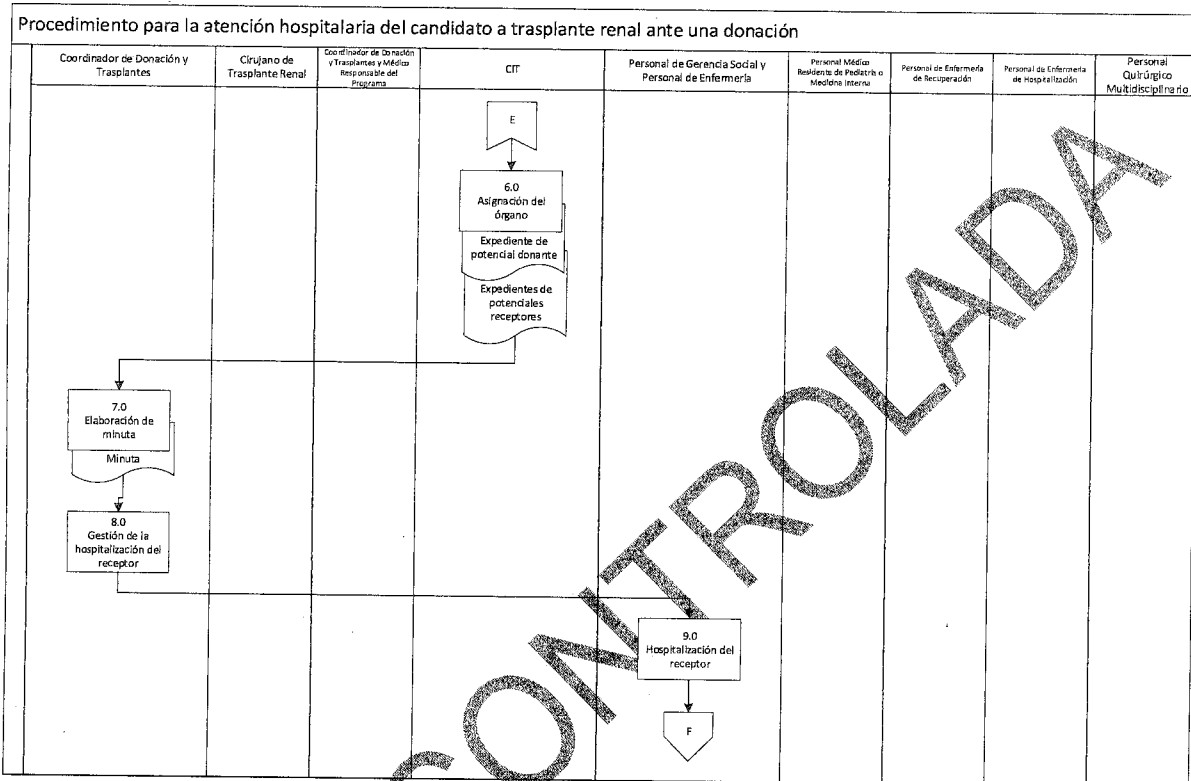 Procedimiento para la atención hospitalaria del candidato a trasplante renal ante una donación
Coordinador de Donación y
Trasplantes
Cirujano de
Trasplante Renal
Coordinador de Donación
y Trasplantes y Médico
Responsable del
Programa
CIT
Personal de Gerencia Social y
Personal de Enfermería
Personal Médico
Residente de Pediatría o
Medicina Interna
Personal de Enfermería
de Recuperación
Personal de Enfermería
de Hospitalización
Personal
Quirúrgico
Multidisciplinario
E
6.0
Asignación del
órgano
Expediente de
potencial donante
Expedientes de
potenciales
receptores
7.0
Elaboración de
minuta
Minuta
8.0
Gestión de la
hospitalización del
receptor
9.0
Hospitalización del
receptor
F
CONTROLADA